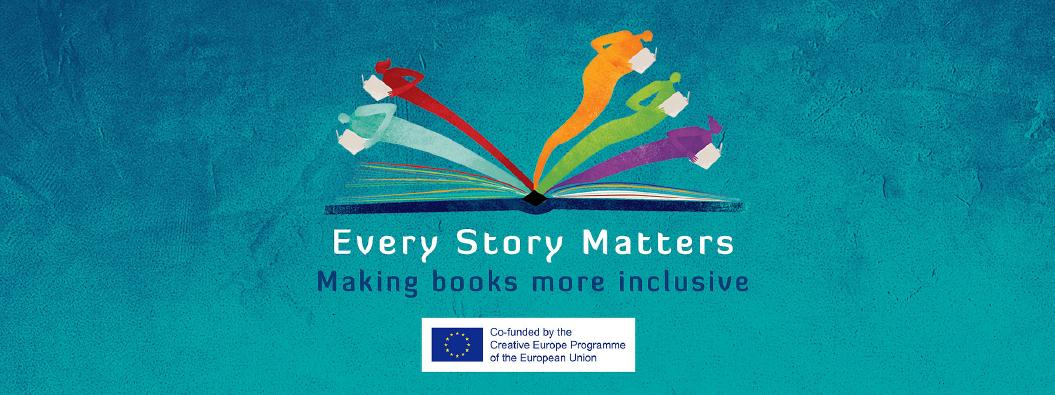 Every Story Matters
Making books more inclusive
Co-funded by the
Creative Europe Programme
of the European Union